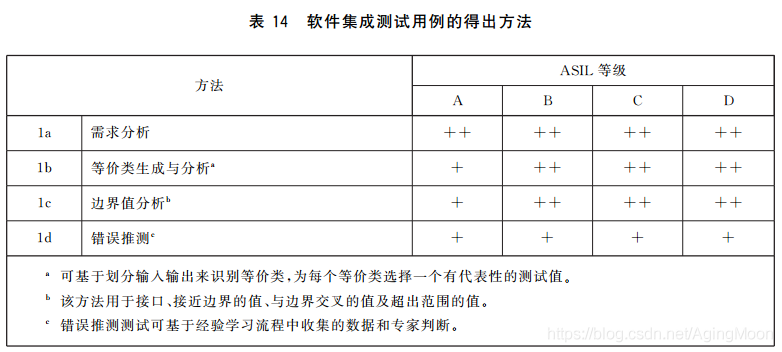 表 14 软件集成测试用例的得出方法
方法 ASIL 等级
A B C D
1a 需求分析 ++ ++ ++ ++
1b 等价类生成与分析ᵃ + ++ ++ ++
1c 边界值分析ᵇ + ++ ++ ++
1d 错误推测ᶜ + + + +
ᵃ 可基于划分输入输出来识别等价类,为每个等价类选择一个有代表性的测试值。
ᵇ 该方法用于接口、接近边界的值、与边界交叉的值及超出范围的值。
ᶜ 错误推测测试可基于经验学习流程中收集的数据和专家判断。
https://blog.csdn.net/AgingMoon